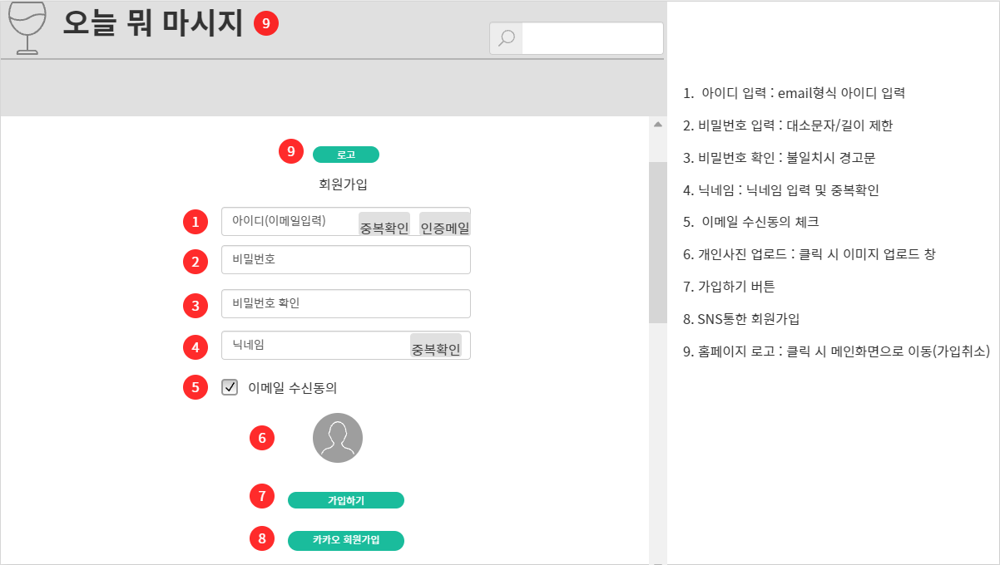 오늘 뭐 마시지 9
9 로고
회원가입
1 아이디(이메일입력) 중복확인 인증메일
2 비밀번호
3 비밀번호 확인
4 닉네임 중복확인
5 이메일 수신동의
6
7 가입하기
8 카카오 회원가입
1. 아이디 입력 : email형식 아이디 입력
2. 비밀번호 입력 : 대소문자/길이 제한
3. 비밀번호 확인 : 불일치시 경고문
4. 닉네임 : 닉네임 입력 및 중복확인
5. 이메일 수신동의 체크
6. 개인사진 업로드 : 클릭 시 이미지 업로드 창
7. 가입하기 버튼
8. SNS통한 회원가입
9. 홈페이지 로고 : 클릭 시 메인화면으로 이동(가입취소)